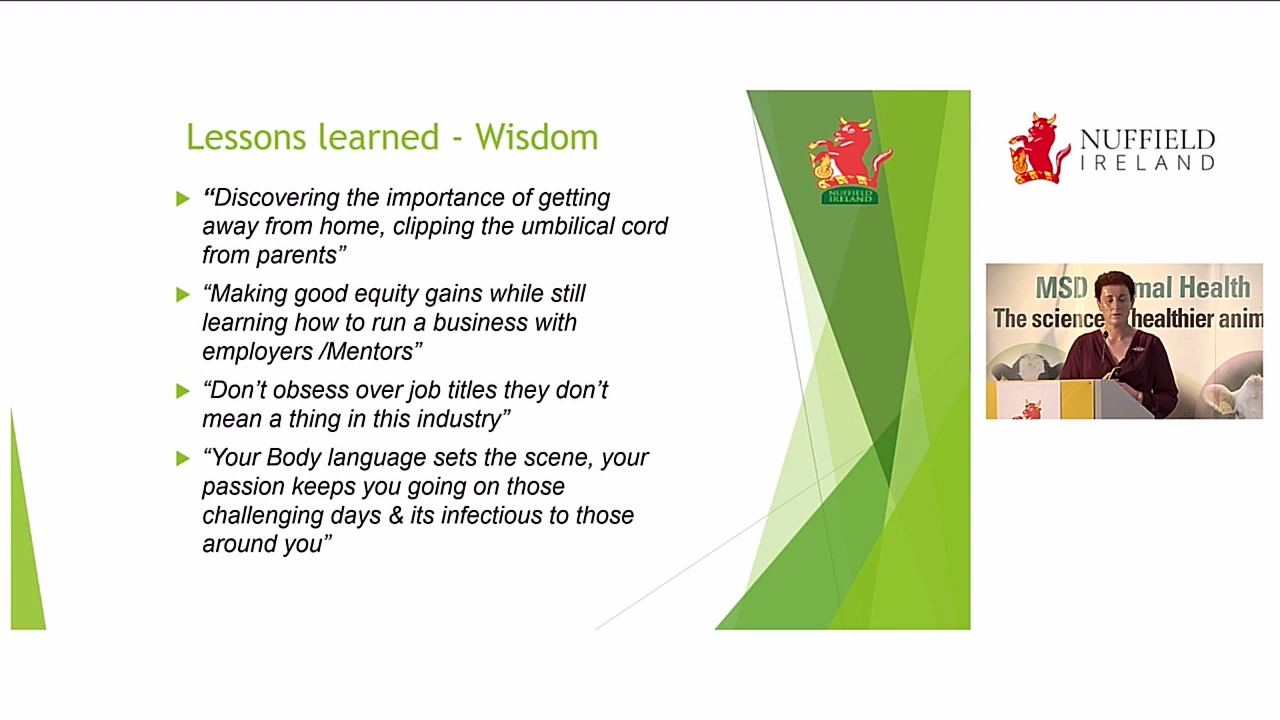 Lessons learned - Wisdom
“Discovering the importance of getting
away from home, clipping the umbilical cord
from parents”
“Making good equity gains while still
learning how to run a business with
employers /Mentors”
“Don’t obsess over job titles they don’t
mean a thing in this industry”
“Your Body language sets the scene, your
passion keeps you going on those
challenging days & its infectious to those
around you”
NUFFIELD
IRELAND
NUFFIELD
IRELAND
MSD mal Health
The science healthier anim